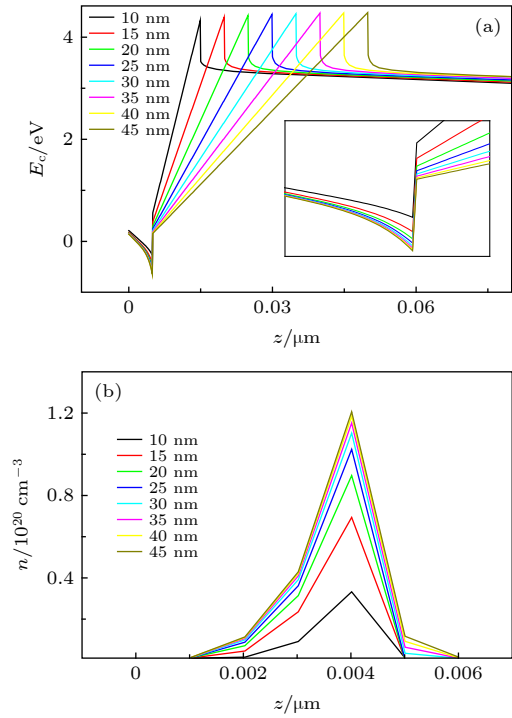 (a)
10 nm
15 nm
20 nm
25 nm
30 nm
35 nm
40 nm
45 nm
4
2
0
E_c/eV
0
0.03
0.06
z/μm
(b)
10 nm
15 nm
20 nm
25 nm
30 nm
35 nm
40 nm
45 nm
1.2
0.8
0.4
n/10^20 cm^−3
0
0.002
0.004
0.006
z/μm